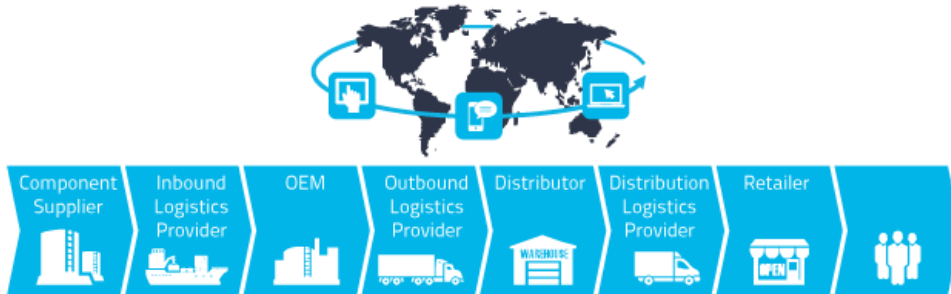 Component
Supplier
Inbound
Logistics
Provider
OEM
Outbound
Logistics
Provider
Distributor
WAREHOUSE
Distribution
Logistics
Provider
Retailer
OPEN